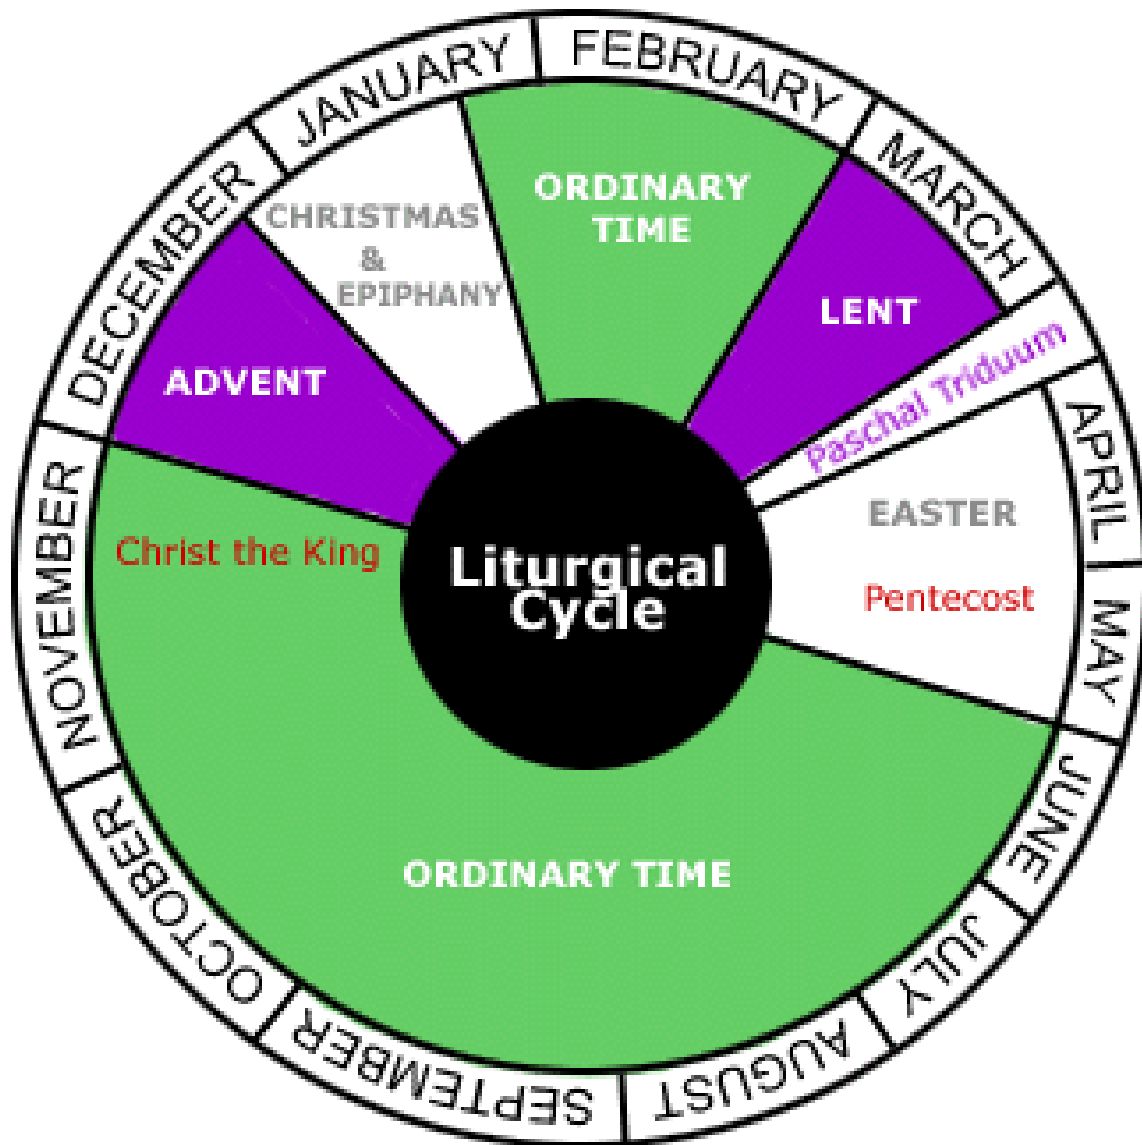 JANUARY
FEBRUARY
MARCH
APRIL
MAY
JUNE
JULY
AUGUST
SEPTEMBER
OCTOBER
NOVEMBER
DECEMBER
CHRISTMAS
&
EPIPHANY
ORDINARY
TIME
LENT
Paschal Triduum
EASTER
Pentecost
ORDINARY TIME
Christ the King
ADVENT
Liturgical
Cycle